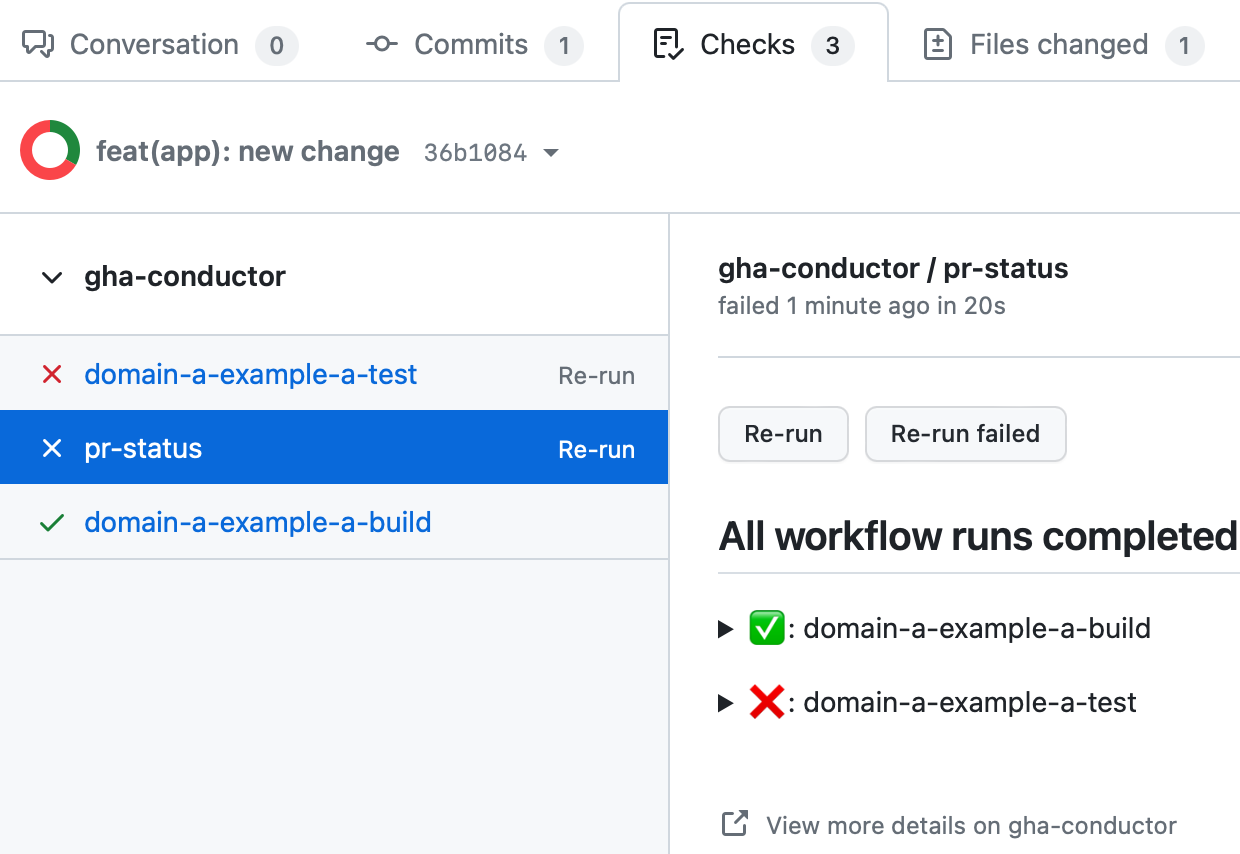 Conversation 0 Commits 1 Checks 3 Files changed 1
feat(app): new change 36b1084
gha-conductor
domain-a-example-a-test Re-run
pr-status Re-run
domain-a-example-a-build
gha-conductor / pr-status
failed 1 minute ago in 20s
Re-run Re-run failed
All workflow runs completed
: domain-a-example-a-build
: domain-a-example-a-test
View more details on gha-conductor